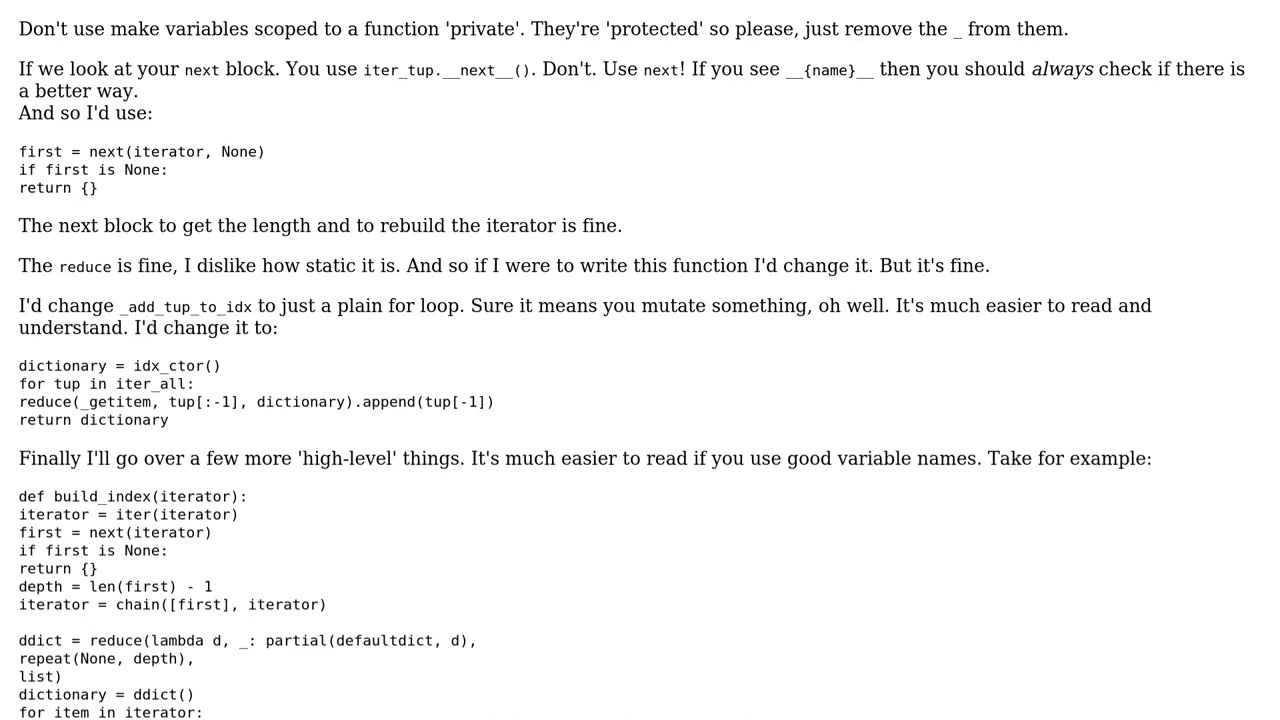 Don't use make variables scoped to a function 'private'. They're 'protected' so please, just remove the _ from them.
If we look at your next block. You use iter_tup.__next__(). Don't. Use next! If you see __{name}__ then you should always check if there is
a better way.
And so I'd use:
first = next(iterator, None)
if first is None:
return {}
The next block to get the length and to rebuild the iterator is fine.
The reduce is fine, I dislike how static it is. And so if I were to write this function I'd change it. But it's fine.
I'd change _add_tup_to_idx to just a plain for loop. Sure it means you mutate something, oh well. It's much easier to read and
understand. I'd change it to:
dictionary = idx_ctor()
for tup in iter_all:
reduce(_getitem, tup[:-1], dictionary).append(tup[-1])
return dictionary
Finally I'll go over a few more 'high-level' things. It's much easier to read if you use good variable names. Take for example:
def build_index(iterator):
iterator = iter(iterator)
first = next(iterator)
if first is None:
return {}
depth = len(first) - 1
iterator = chain([first], iterator)
ddict = reduce(lambda d, _: partial(defaultdict, d),
repeat(None, depth),
list)
dictionary = ddict()
for item in iterator: